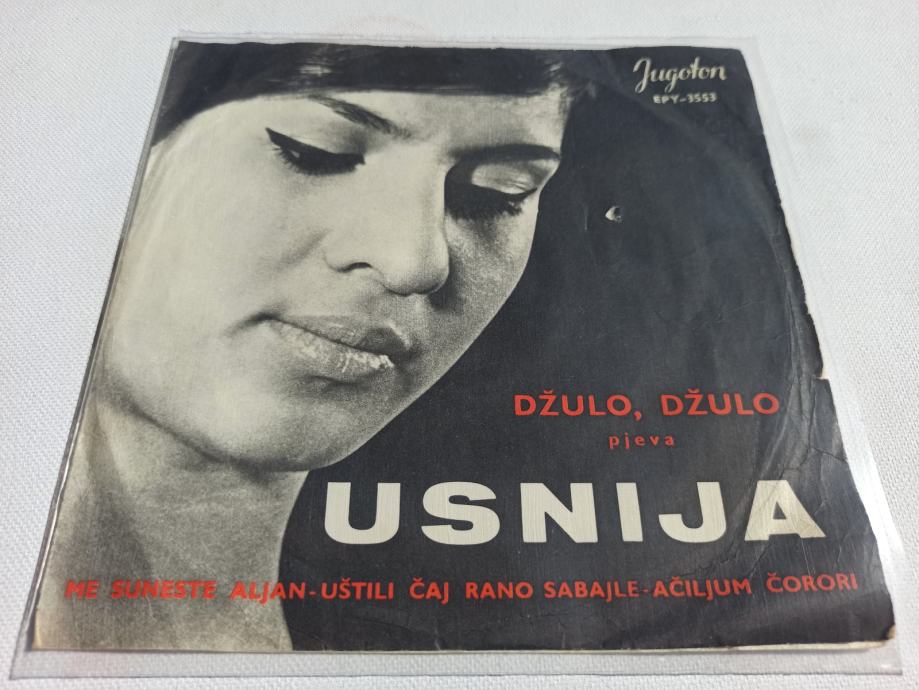 Jugoton
EPY-3553
DŽULO, DŽULO
pjeva
USNIJA
ME SUNESTE ALJAN-UŠTILI ČAJ RANO SABAJLE-AČILJUM ČORORI